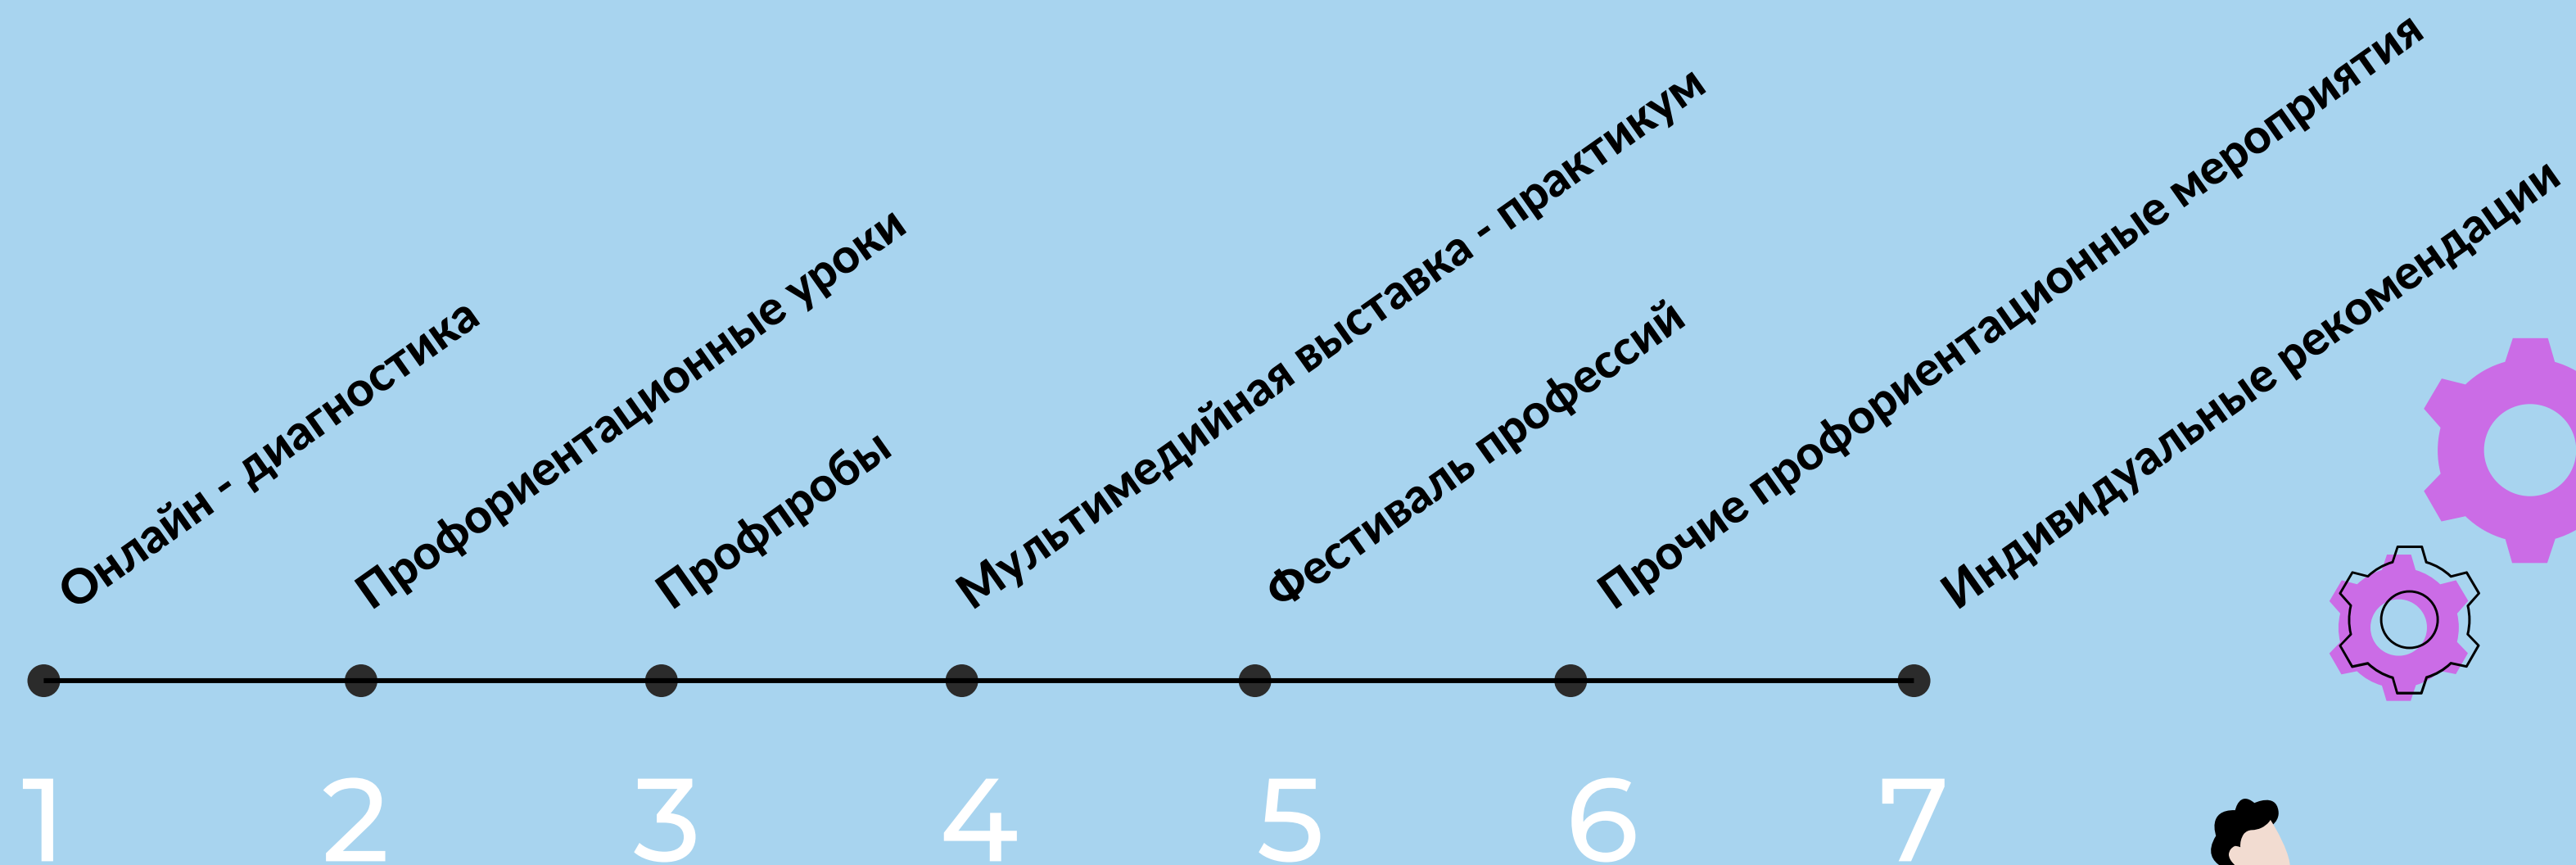 Онлайн - диагностика
Профориентационные уроки
Профпробы
Мультимедийная выставка - практикум
Фестиваль профессий
Прочие профориентационные мероприятия
Индивидуальные рекомендации
1 2 3 4 5 6 7